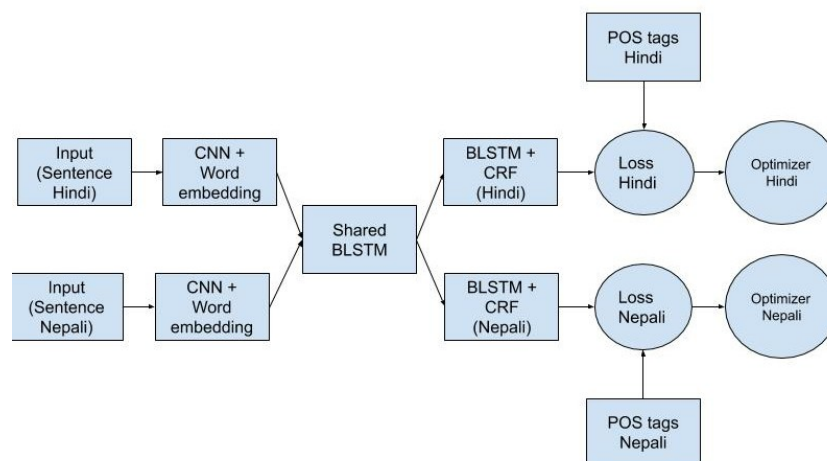 POS tags
Hindi
Input
(Sentence
Hindi)
CNN +
Word
embedding
BLSTM +
CRF
(Hindi)
Loss
Hindi
Optimizer
Hindi
Shared
BLSTM
Input
(Sentence
Nepali)
CNN +
Word
embedding
BLSTM +
CRF
(Nepali)
Loss
Nepali
Optimizer
Nepali
POS tags
Nepali